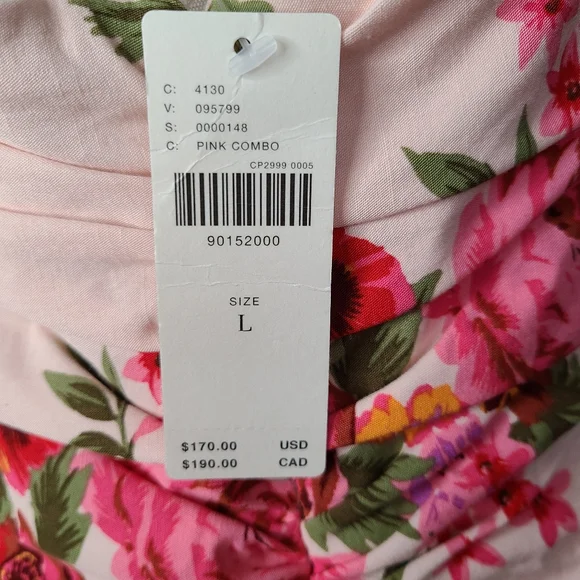 C: 4130
V: 095799
S: 0000148
C: PINK COMBO
CP2999 0005
90152000
SIZE
L
$170.00 USD
$190.00 CAD